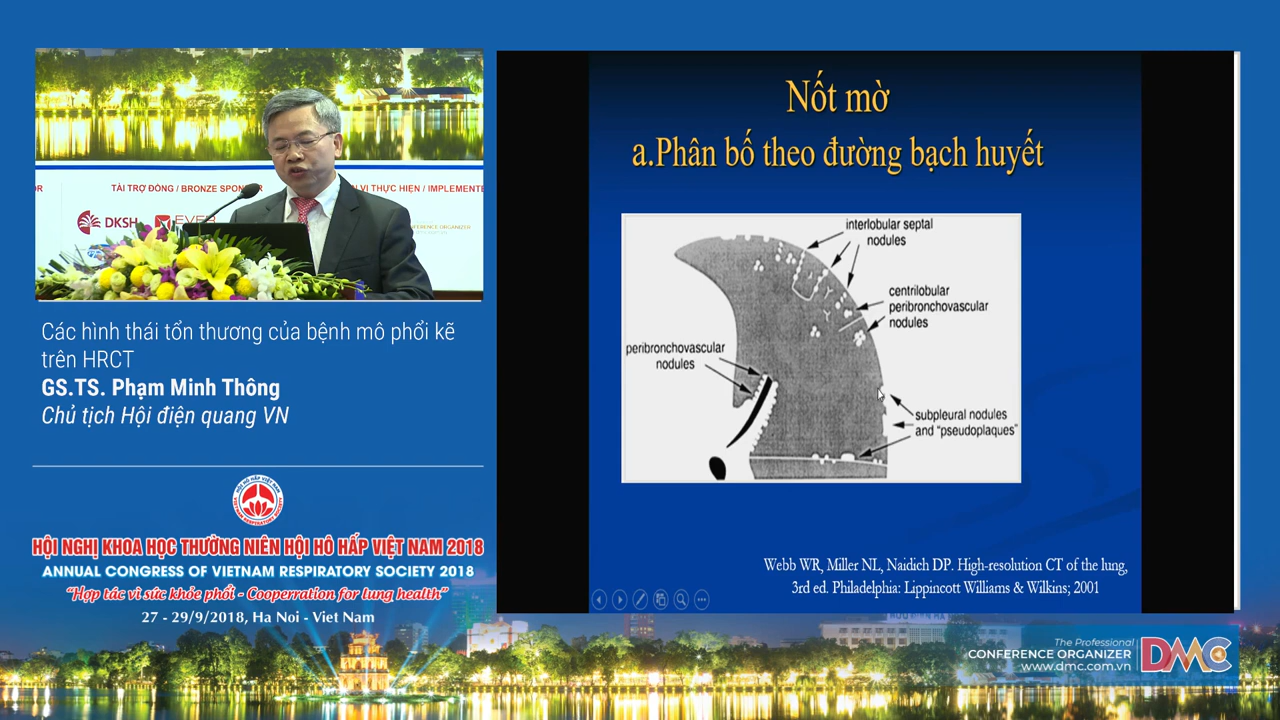 OR
TÀI TRỢ ĐỒNG / BRONZE SPONSOR
VỊ THỰC HIỆN / IMPLEMENTE
DKSH
Các hình thái tổn thương của bệnh mô phổi kẽ
trên HRCT
GS.TS. Phạm Minh Thông
Chủ tịch Hội điện quang VN
HỘI NGHỊ KHOA HỌC THƯỜNG NIÊN HỘI HÔ HẤP VIỆT NAM 2018
ANNUAL CONGRESS OF VIETNAM RESPIRATORY SOCIETY 2018
"Hợp tác vì sức khỏe phổi - Cooperration for lung health"
27 - 29/9/2018, Ha Noi - Viet Nam
Nốt mờ
a.Phân bố theo đường bạch huyết
interlobular septal
nodules
centrilobular
peribronchovascular
nodules
peribronchovascular
nodules
subpleural nodules
and "pseudoplaques"
Webb WR, Miller NL, Naidich DP. High-resolution CT of the lung,
3rd ed. Philadelphia: Lippincott Williams & Wilkins; 2001
The Professional
CONFERENCE ORGANIZER
www.dmc.com.vn
DMC